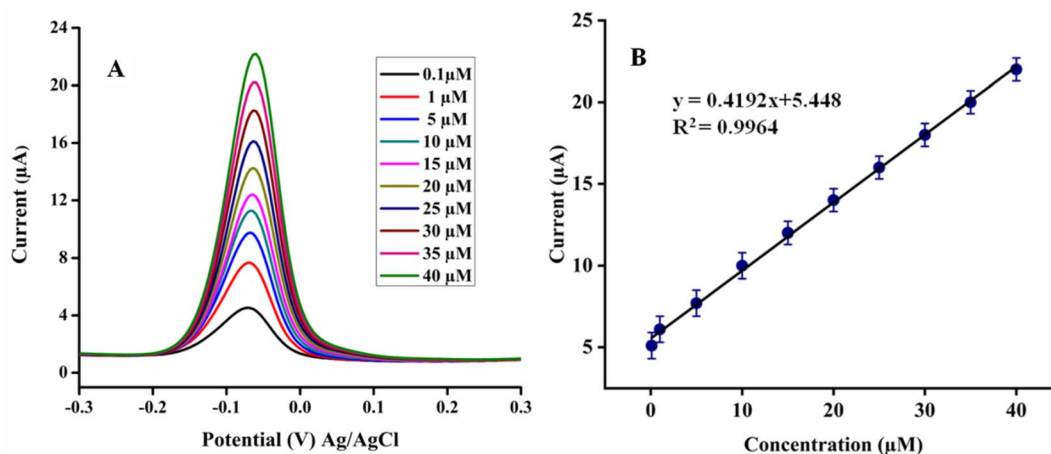 A
24
20
16
12
8
4
0
Current (µA)
-0.3
-0.2
-0.1
0.0
0.1
0.2
0.3
Potential (V) Ag/AgCl
0.1µM
1 µM
5 µM
10 µM
15 µM
20 µM
25 µM
30 µM
35 µM
40 µM
B
25
20
15
10
5
Current (µA)
y = 0.4192x+5.448
R² = 0.9964
0
10
20
30
40
Concentration (µM)